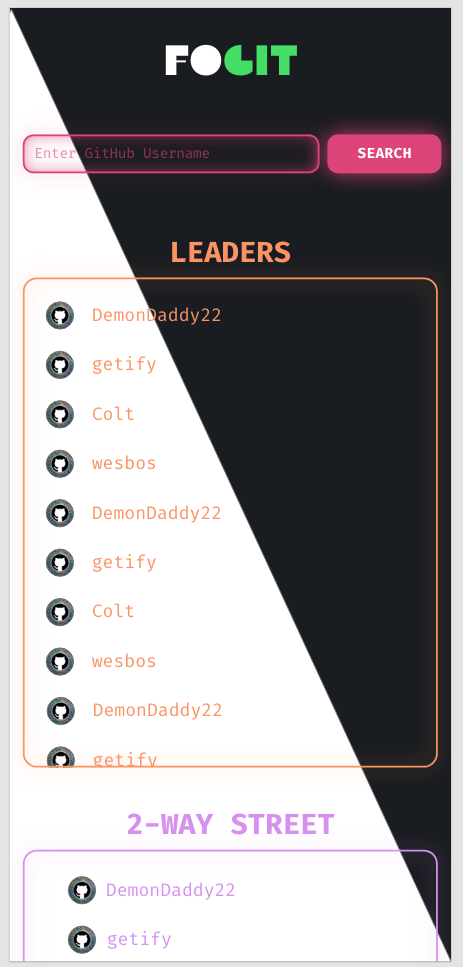 FOGIT
Enter GitHub Username
SEARCH
LEADERS
DemonDaddy22
getify
Colt
wesbos
DemonDaddy22
getify
Colt
wesbos
DemonDaddy22
getify
2-WAY STREET
DemonDaddy22
getify